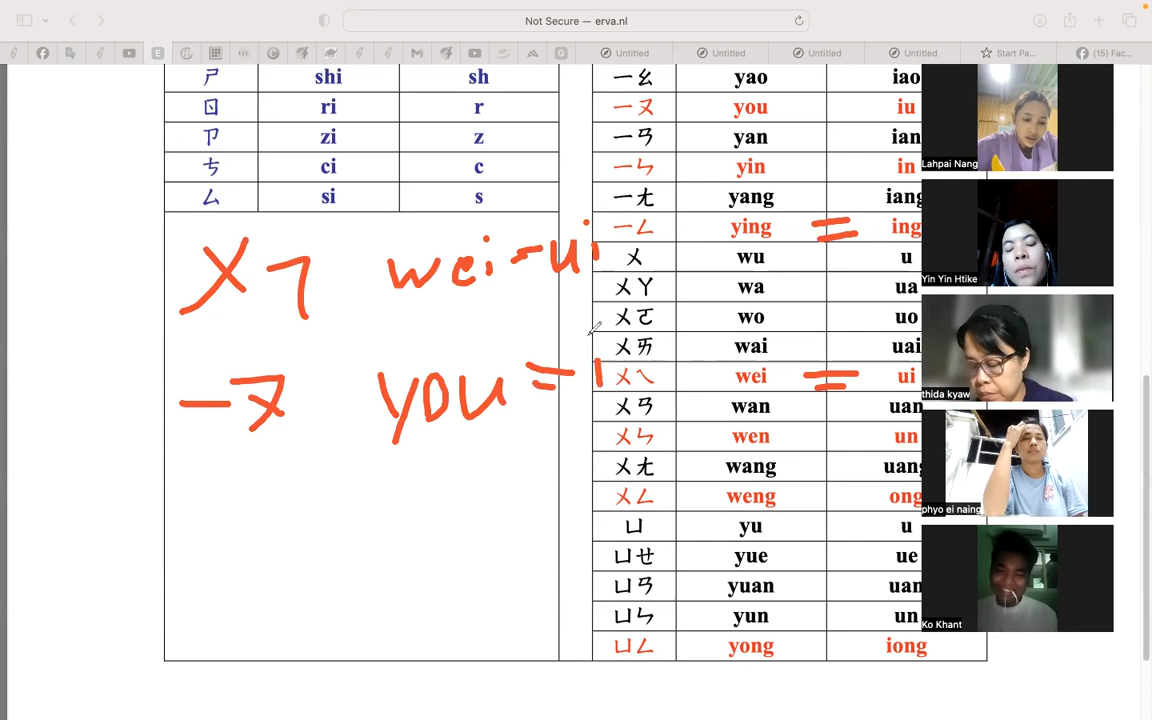 Not Secure — erva.nl
Untitled
Untitled
Untitled
Untitled
Start Pa...
(15) Fac...
ㄕ shi sh
ㄖ ri r
ㄗ zi z
ㄘ ci c
ㄙ si s
ㄧㄠ yao iao
ㄧㄡ you iu
ㄧㄢ yan ian
ㄧㄣ yin in
ㄧㄤ yang iang
ㄧㄥ ying = ing
ㄨ wu u
ㄨㄚ wa ua
ㄨㄛ wo uo
ㄨㄞ wai uai
ㄨㄟ wei = ui
ㄨㄢ wan uan
ㄨㄣ wen un
ㄨㄤ wang uang
ㄨㄥ weng ong
ㄩ yu u
ㄩㄝ yue ue
ㄩㄢ yuan uan
ㄩㄣ yun un
ㄩㄥ yong iong
ㄨㄟ wei = ui
ㄧㄡ you = i
Lahpai Nang
Yin Yin Htike
thida kyaw
phyo ei naing
Ko Khant